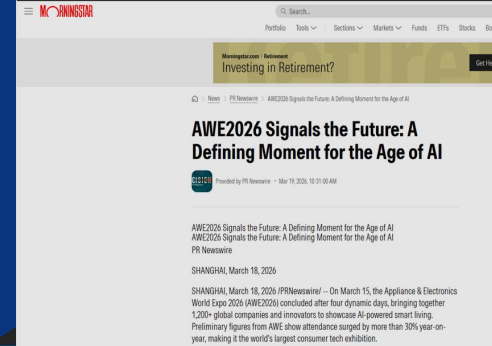 MORNINGSTAR
Search...
Portfolio Tools Sections Markets Funds ETFs Stocks
Morningstar.com | Retirement
Investing in Retirement?
Get He
News > PR Newswire > AWE2026 Signals the Future: A Defining Moment for the Age of AI
AWE2026 Signals the Future: A
Defining Moment for the Age of AI
CISION
Provided by PR Newswire • Mar 19, 2026, 10:31:00 AM
AWE2026 Signals the Future: A Defining Moment for the Age of AI
AWE2026 Signals the Future: A Defining Moment for the Age of AI
PR Newswire
SHANGHAI, March 18, 2026
SHANGHAI, March 18, 2026 /PRNewswire/ -- On March 15, the Appliance & Electronics
World Expo 2026 (AWE2026) concluded after four dynamic days, bringing together
1,200+ global companies and innovators to showcase AI-powered smart living.
Preliminary figures from AWE show attendance surged by more than 30% year-on-
year, making it the world's largest consumer tech exhibition.